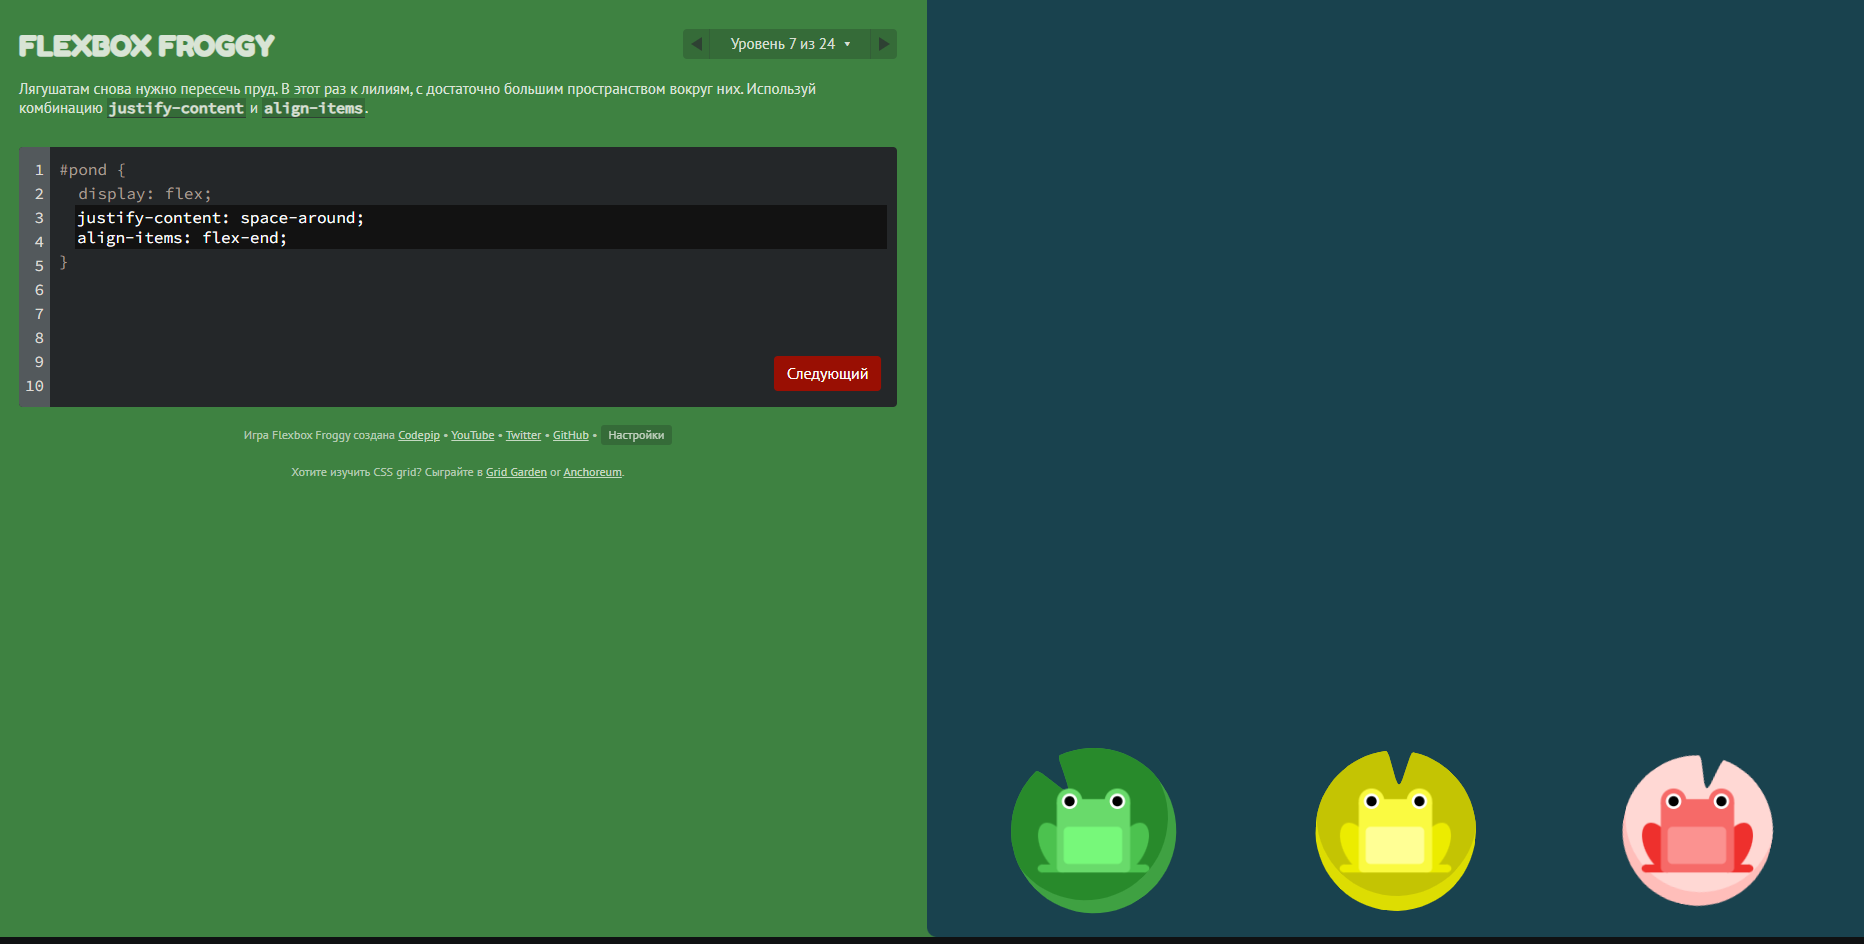 FLEXBOX FROGGY
Уровень 7 из 24 ▼
Лягушатам снова нужно пересечь пруд. В этот раз к лилиям, с достаточно большим пространством вокруг них. Используй
комбинацию justify-content и align-items.
1 #pond {
2 display: flex;
3 justify-content: space-around;
4 align-items: flex-end;
5 }
6
7
8
9
10
Следующий
Игра Flexbox Froggy создана Codepip • YouTube • Twitter • GitHub • Настройки
Хотите изучить CSS grid? Сыграйте в Grid Garden or Anchoreum.